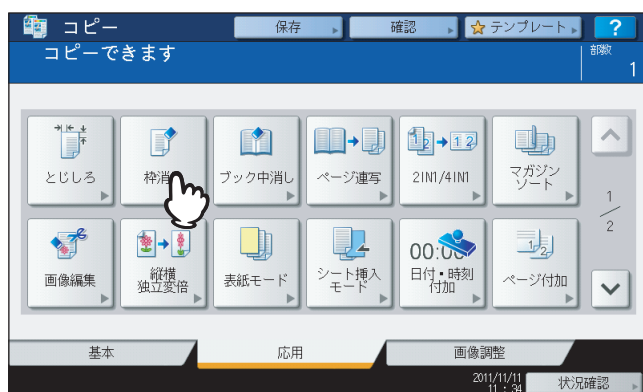 コピー
保存
確認
テンプレート
?
コピーできます
部数
1
とじしろ
枠消
ブック中消し
ページ連写
2IN1/4IN1
マガジン
ソート
1
2
画像編集
縦横
独立変倍
表紙モード
シート挿入
モード
00:00
日付・時刻
付加
ページ付加
基本
応用
画像調整
2011/11/11
11:34
状況確認